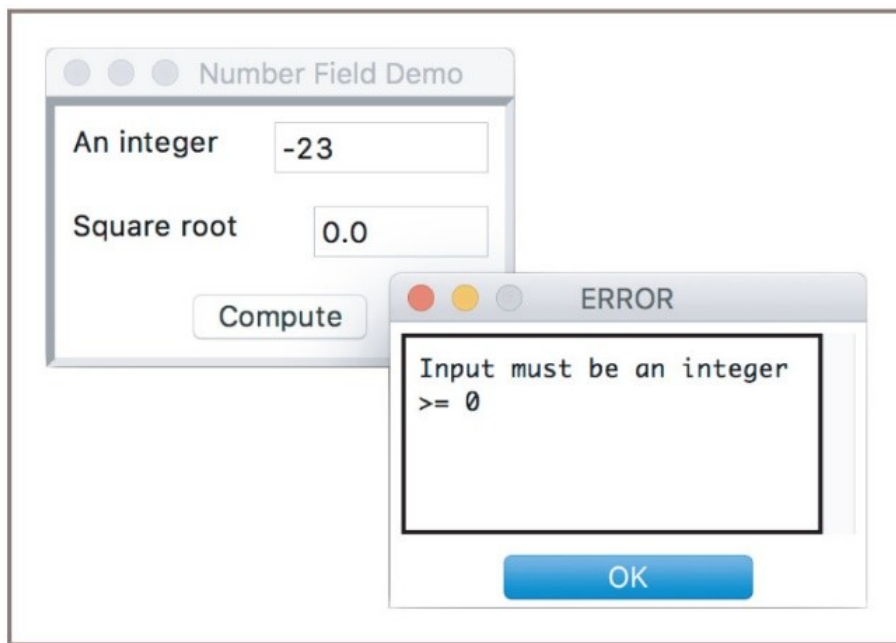 Number Field Demo
An integer
-23
Square root
0.0
Compute
ERROR
Input must be an integer
>= 0
OK